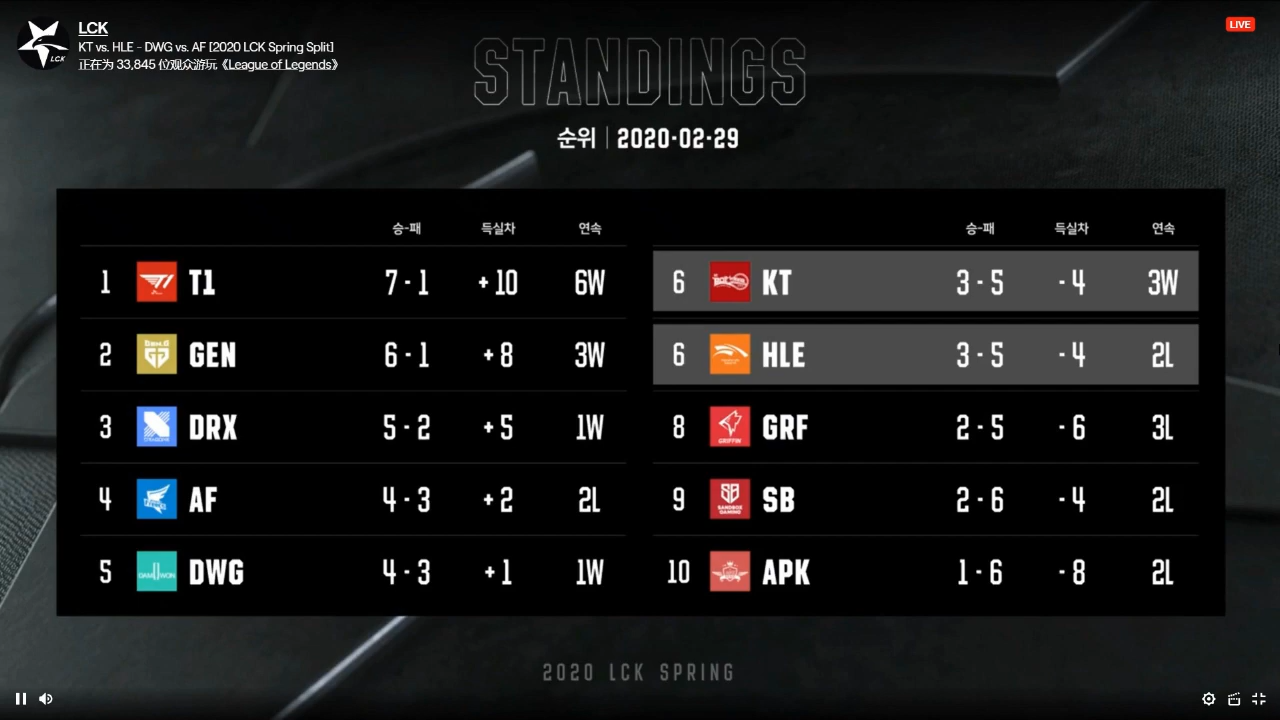 LCK
KT vs. HLE - DWG vs. AF [2020 LCK Spring Split]
正在为 33,845 位观众游玩《League of Legends》
LIVE
LCK
STANDINGS
순위 | 2020-02-29
승-패 득실차 연속
1 T1 7 - 1 +10 6W
2 GEN 6 - 1 +8 3W
3 DRX 5 - 2 +5 1W
4 AF 4 - 3 +2 2L
5 DWG 4 - 3 +1 1W
승-패 득실차 연속
6 KT 3 - 5 -4 3W
6 HLE 3 - 5 -4 2L
8 GRIFFIN GRF 2 - 5 -6 3L
9 SANDBOX GAMING SB 2 - 6 -4 2L
10 APK 1 - 6 -8 2L
2020 LCK SPRING